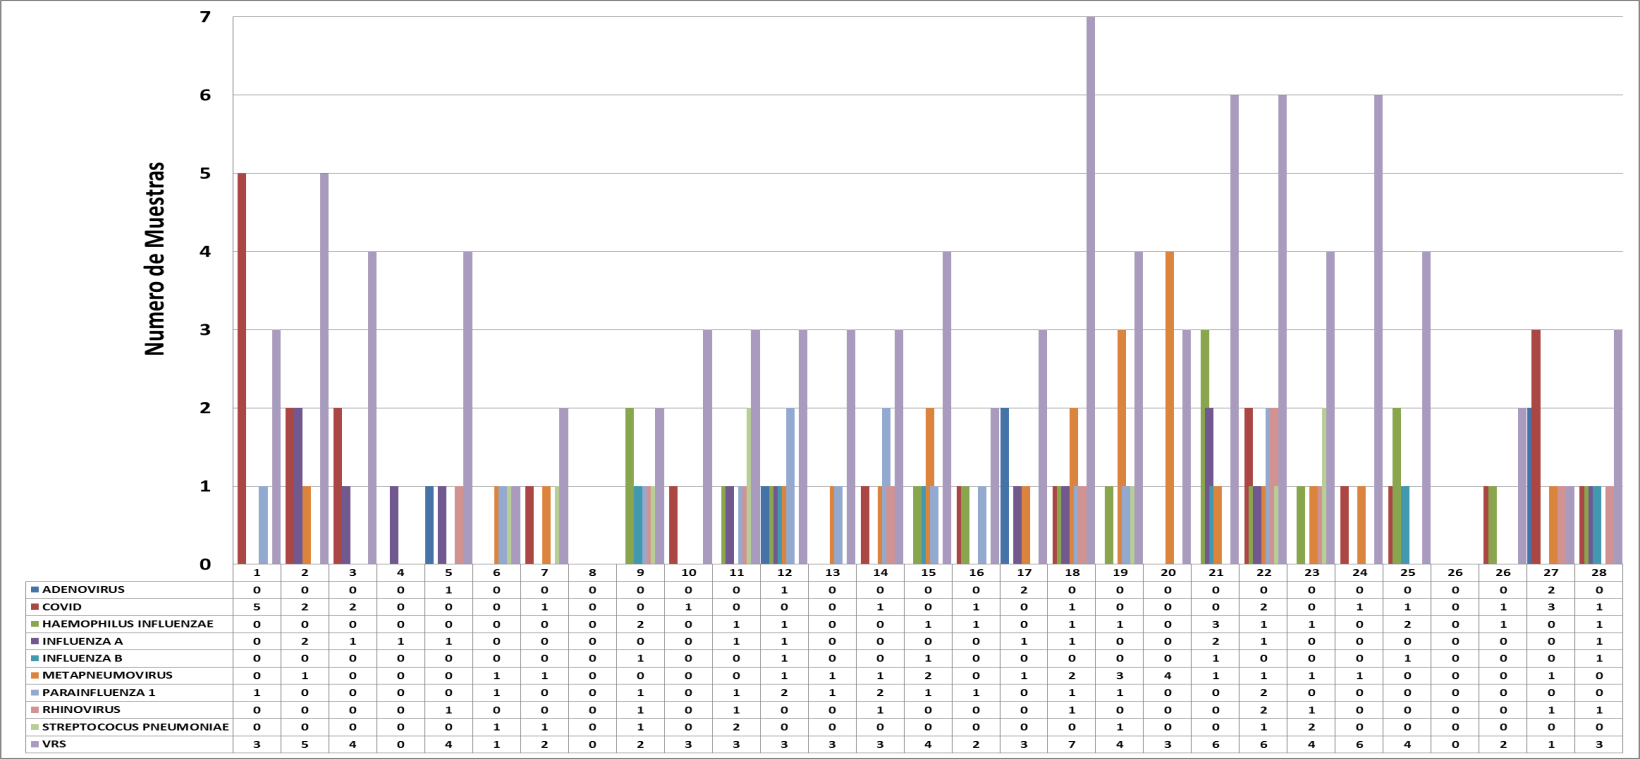 7
6
5
4
3
2
1
0
Numero de Muestras
1 2 3 4 5 6 7 8 9 10 11 12 13 14 15 16 17 18 19 20 21 22 23 24 25 26 26 27 28
ADENOVIRUS 0 0 0 0 1 0 0 0 0 0 0 1 0 0 0 0 2 0 0 0 0 0 0 0 0 0 0 2 0
COVID 5 2 2 0 0 0 1 0 0 1 0 0 0 1 0 1 0 1 0 0 0 2 0 1 1 0 1 3 1
HAEMOPHILUS INFLUENZAE 0 0 0 0 0 0 0 0 2 0 1 1 0 0 1 1 0 1 1 0 3 1 1 0 2 0 1 0 1
INFLUENZA A 0 2 1 1 1 0 0 0 0 0 1 1 0 0 0 0 1 1 0 0 2 1 0 0 0 0 0 0 1
INFLUENZA B 0 0 0 0 0 0 0 0 1 0 0 1 0 0 1 0 0 0 0 0 1 0 0 0 1 0 0 0 1
METAPNEUMOVIRUS 0 1 0 0 0 1 1 0 0 0 0 1 1 1 2 0 1 2 3 4 1 1 1 1 0 0 0 1 0
PARAINFLUENZA 1 1 0 0 0 0 1 0 0 1 0 1 2 1 2 1 1 0 1 1 0 0 2 0 0 0 0 0 0 0
RHINOVIRUS 0 0 0 0 1 0 0 0 1 0 1 0 0 1 0 0 0 1 0 0 0 2 1 0 0 0 0 1 1
STREPTOCOCUS PNEUMONIAE 0 0 0 0 0 1 1 0 1 0 2 0 0 0 0 0 0 0 1 0 0 1 2 0 0 0 0 0 0
VRS 3 5 4 0 4 1 2 0 2 3 3 3 3 3 4 2 3 7 4 3 6 6 4 6 4 0 2 1 3